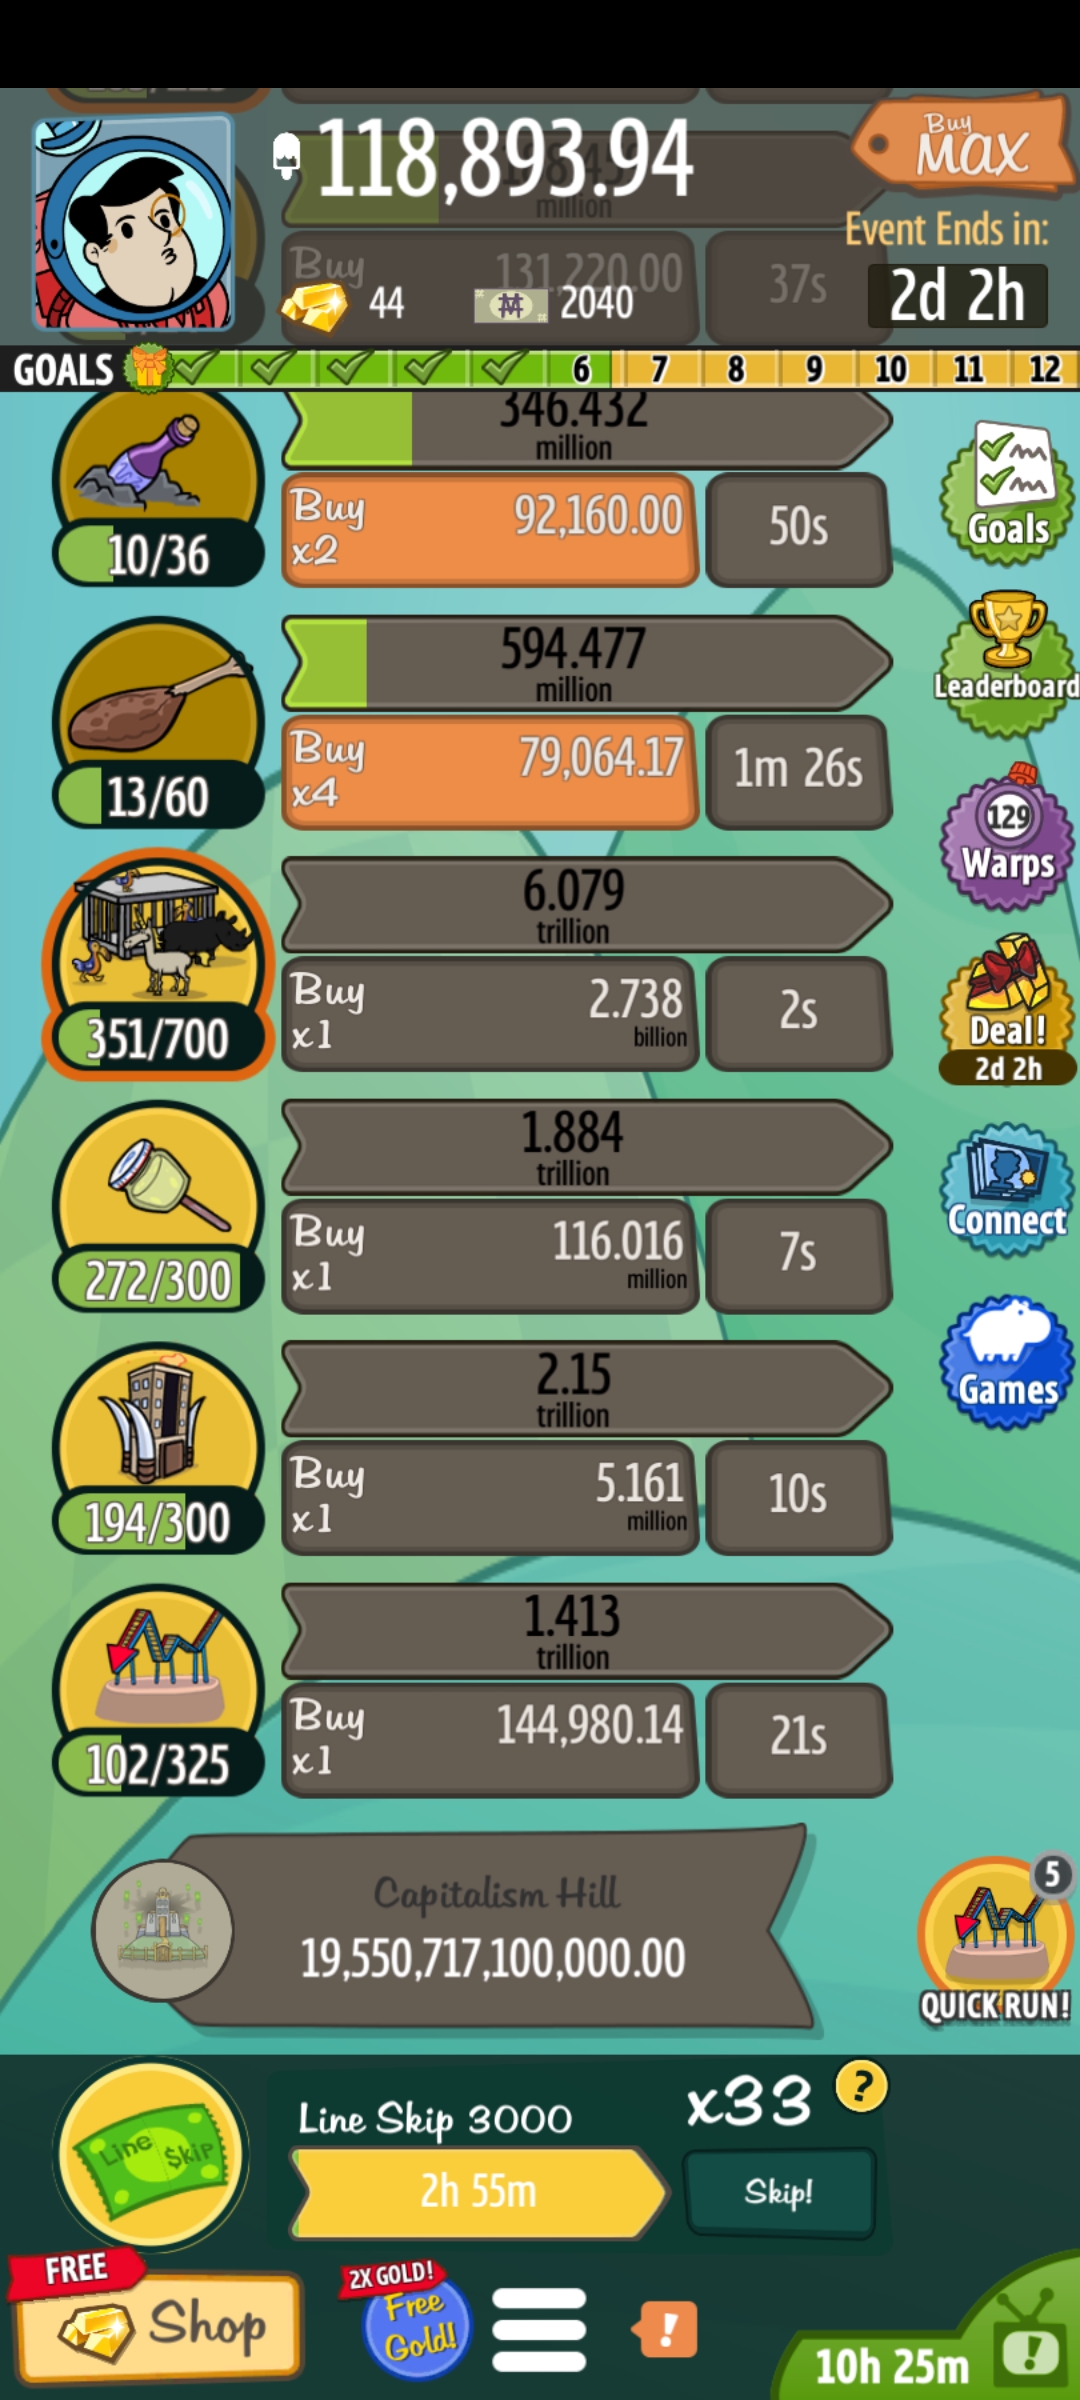 118,893.94
Buy
MAX
million
Event Ends in:
2d 2h
Buy
131,220.00
37s
44
2040
GOALS
6
7
8
9
10
11
12
346.432
million
Buy
x2
92,160.00
50s
10/36
Goals
594.477
million
Leaderboard
Buy
x4
79,064.17
1m 26s
13/60
129
Warps
6.079
trillion
Buy
x1
2.738
billion
2s
351/700
Deal!
2d 2h
1.884
trillion
Buy
x1
116.016
million
7s
272/300
Connect
2.15
trillion
Games
Buy
x1
5.161
million
10s
194/300
1.413
trillion
Buy
x1
144,980.14
21s
102/325
Capitalism Hill
19,550,717,100,000.00
5
QUICK RUN!
Line Skip
Line Skip 3000
x33
?
2h 55m
Skip!
FREE
Shop
2X GOLD!
Free
Gold!
!
10h 25m
!